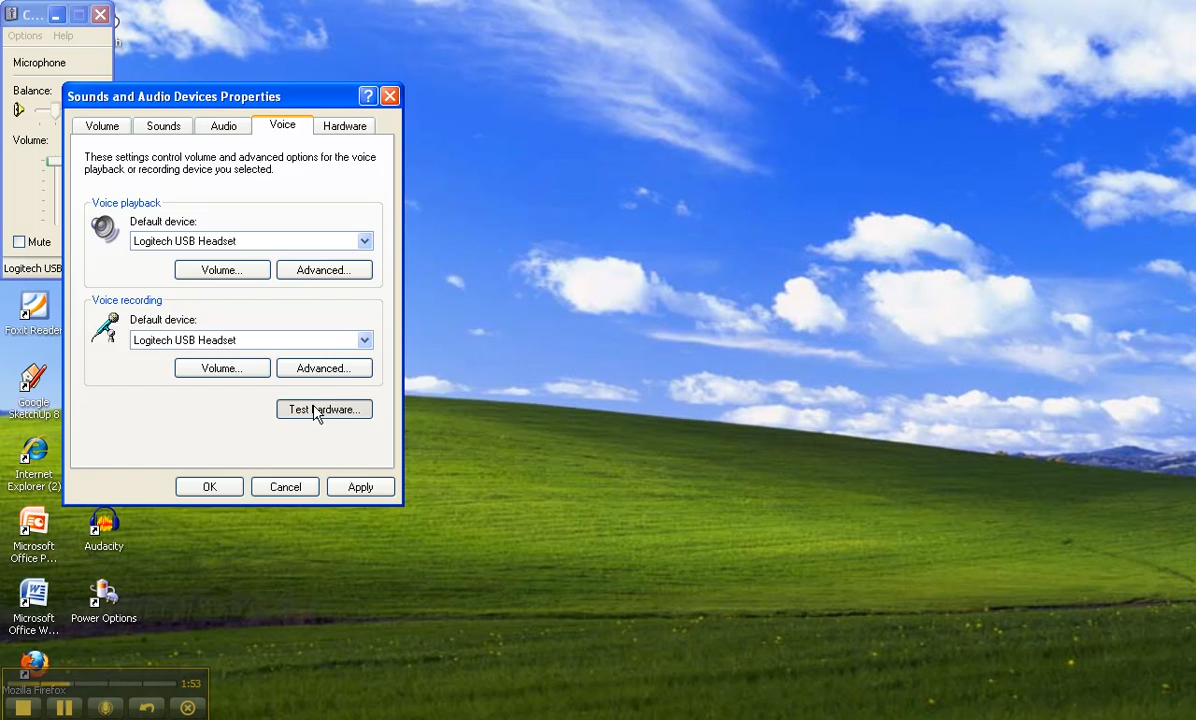 C...
Options Help
Microphone
Balance:
Volume:
Mute
Logitech USB
Sounds and Audio Devices Properties
Volume Sounds Audio Voice Hardware
These settings control volume and advanced options for the voice
playback or recording device you selected.
Voice playback
Default device:
Logitech USB Headset
Volume... Advanced...
Voice recording
Default device:
Logitech USB Headset
Volume... Advanced...
Test hardware...
OK Cancel Apply
Foxit Reader
Google
SketchUp 8
Internet
Explorer (2)
Microsoft
Office P...
Audacity
Microsoft
Office W...
Power Options
Mozilla Firefox
1:53